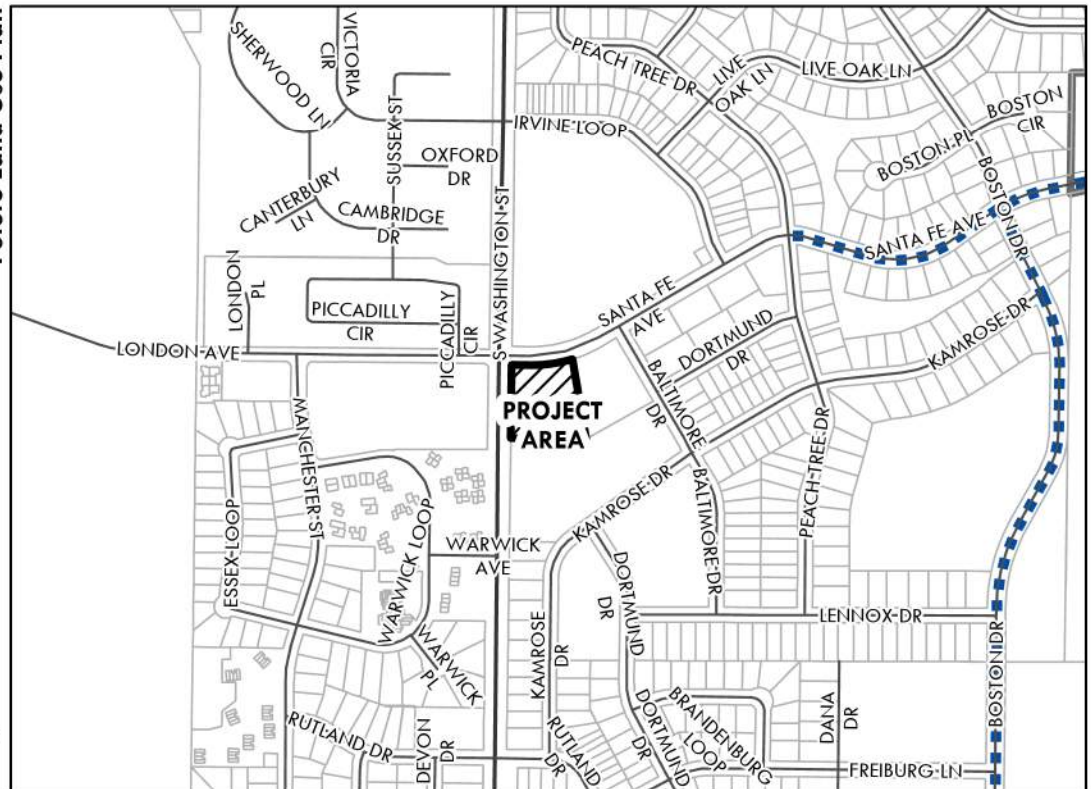 SHERWOOD LN
VICTORIA
CIR
SUSSEX ST
OXFORD
DR
CANTERBURY
LN
CAMBRIDGE
DR
PEACH TREE DR
LIVE
OAK LN
LIVE OAK LN
IRVINE LOOP
BOSTON
CIR
BOSTON PL
BOSTON DR
SANTA FE AVE
S WASHINGTON ST
LONDON
PL
PICCADILLY
CIR
PICCADILLY
CIR
LONDON AVE
SANTA FE
AVE
DORTMUND
DR
KAMROSE DR
PROJECT
AREA
BALTIMORE
DR
MANCHESTER ST
KAMROSE DR
BALTIMORE DR
PEACH TREE DR
ESSEX LOOP
WARWICK LOOP
WARWICK
AVE
DORTMUND
DR
LENNOX DR
WARWICK
PL
KAMROSE
DR
RUTLAND DR
DEVON
DR
RUTLAND
DR
DORTMUND
DR
BRANDENBURG
LOOP
DANA
DR
FREIBURG LN
BOSTON DR